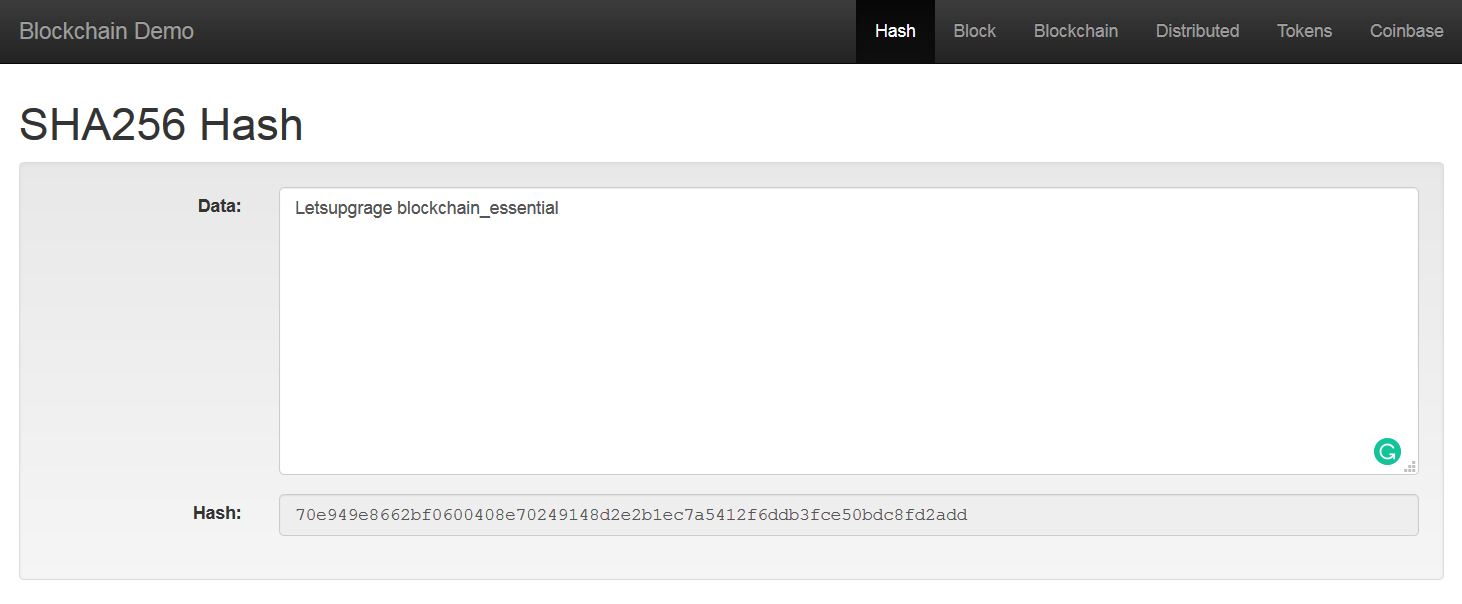 Blockchain Demo
Hash
Block
Blockchain
Distributed
Tokens
Coinbase
SHA256 Hash
Data:
Letsupgrage blockchain_essential
Hash:
70e949e8662bf0600408e70249148d2e2b1ec7a5412f6ddb3fce50bdc8fd2add